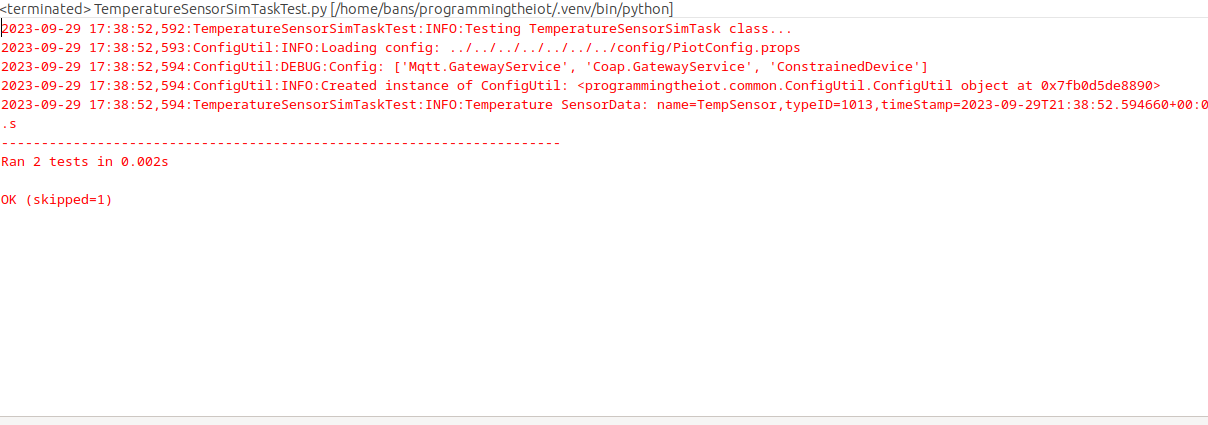 <terminated> TemperatureSensorSimTaskTest.py [/home/bans/programmingtheiot/.venv/bin/python]
2023-09-29 17:38:52,592:TemperatureSensorSimTaskTest:INFO:Testing TemperatureSensorSimTask class...
2023-09-29 17:38:52,593:ConfigUtil:INFO:Loading config: ../../../../../../../config/PiotConfig.props
2023-09-29 17:38:52,594:ConfigUtil:DEBUG:Config: ['Mqtt.GatewayService', 'Coap.GatewayService', 'ConstrainedDevice']
2023-09-29 17:38:52,594:ConfigUtil:INFO:Created instance of ConfigUtil: <programmingtheiot.common.ConfigUtil.ConfigUtil object at 0x7fb0d5de8890>
2023-09-29 17:38:52,594:TemperatureSensorSimTaskTest:INFO:Temperature SensorData: name=TempSensor,typeID=1013,timeStamp=2023-09-29T21:38:52.594660+00:0
.s
----------------------------------------------------------------------
Ran 2 tests in 0.002s
OK (skipped=1)